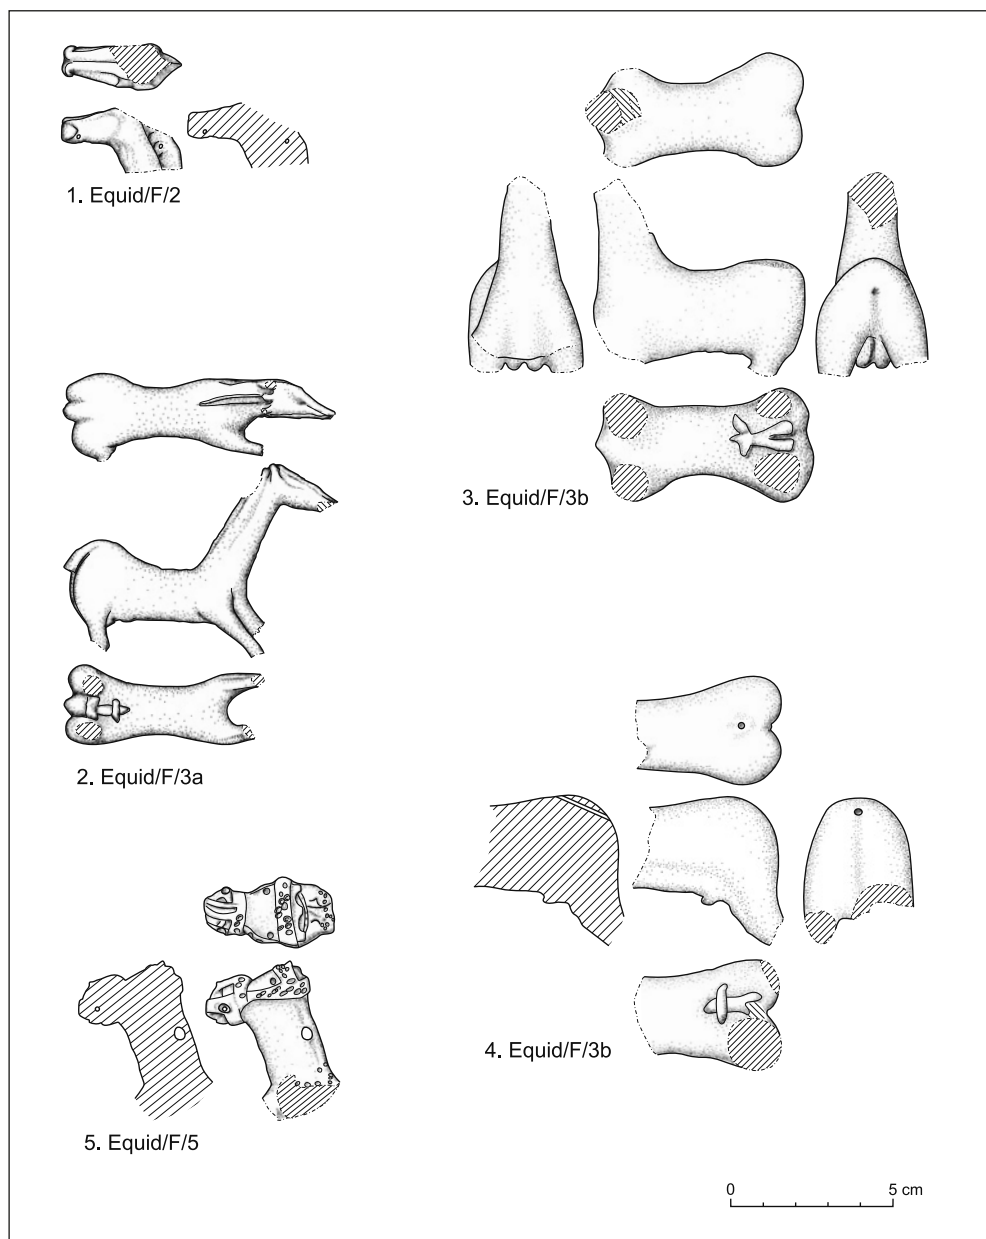 1. Equid/F/2
3. Equid/F/3b
2. Equid/F/3a
4. Equid/F/3b
5. Equid/F/5
0 5 cm